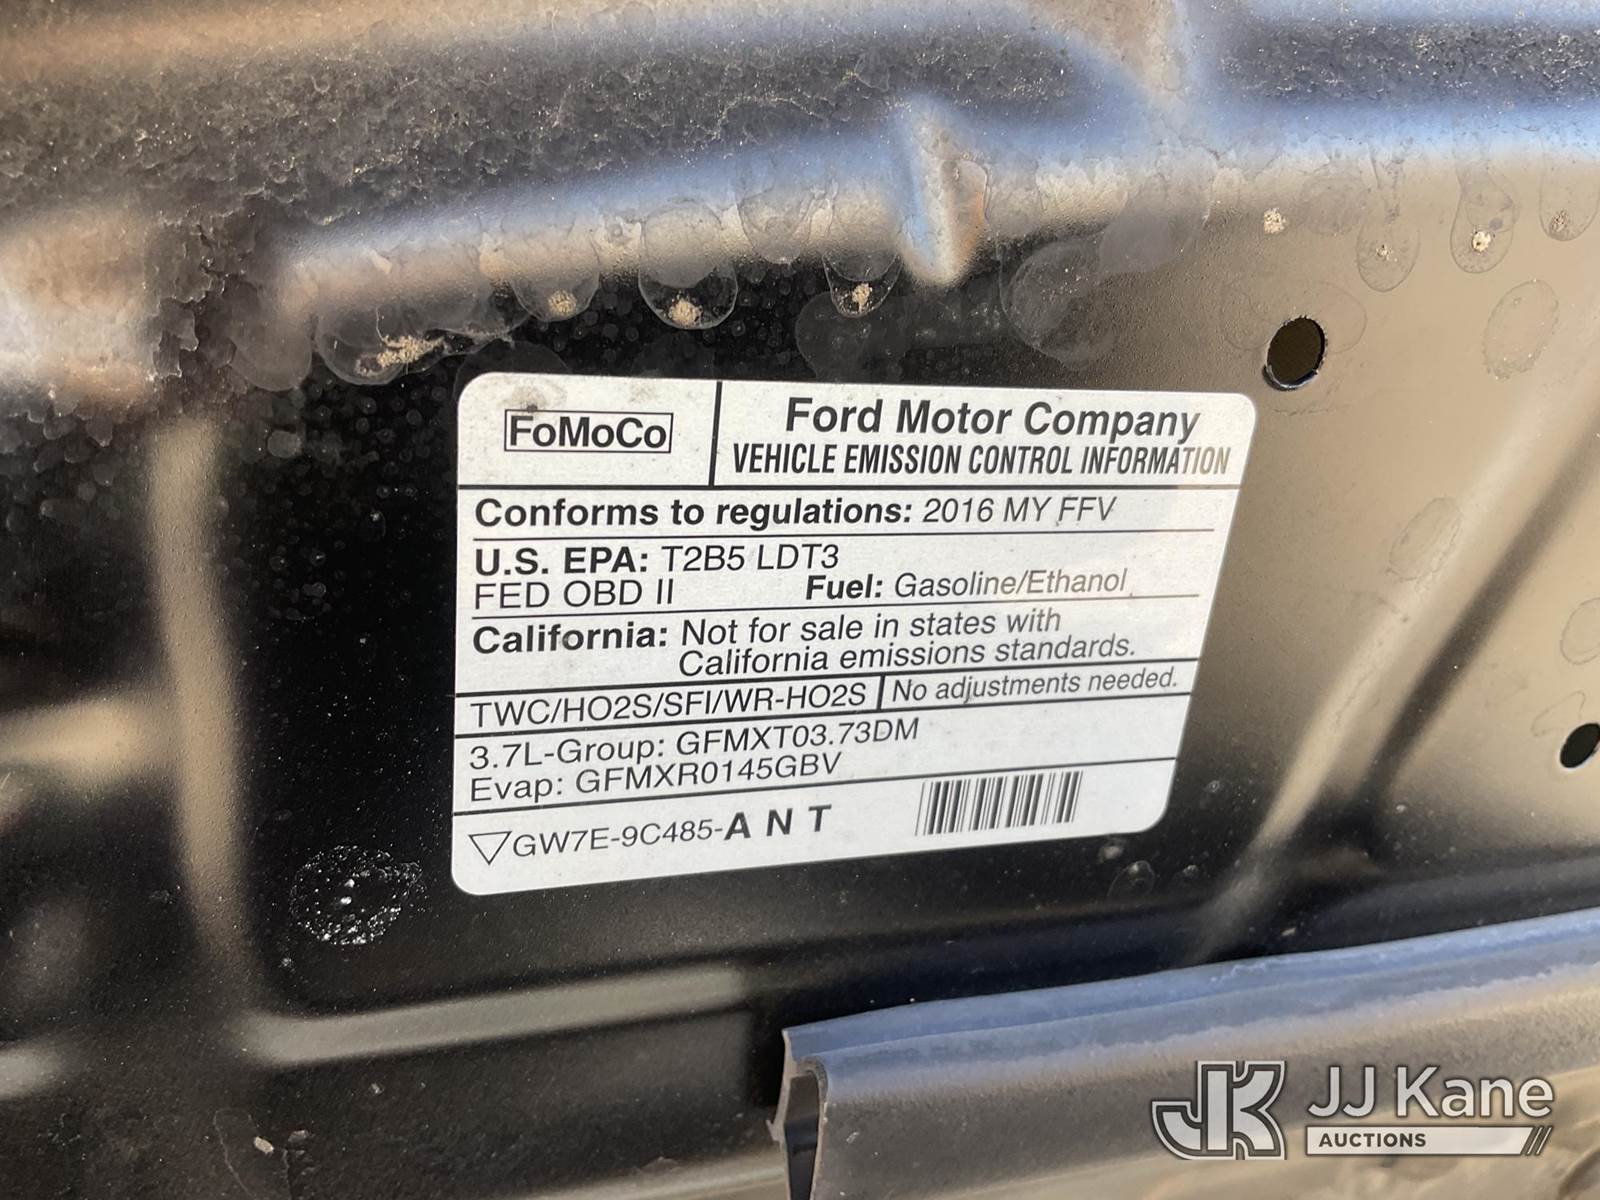 FoMoCo
Ford Motor Company
VEHICLE EMISSION CONTROL INFORMATION
Conforms to regulations: 2016 MY FFV
U.S. EPA: T2B5 LDT3
FED OBD II Fuel: Gasoline/Ethanol
California: Not for sale in states with
California emissions standards.
TWC/HO2S/SFI/WR-HO2S No adjustments needed.
3.7L-Group: GFMXT03.73DM
Evap: GFMXR0145GBV
GW7E-9C485-ANT
JK JJ Kane
AUCTIONS